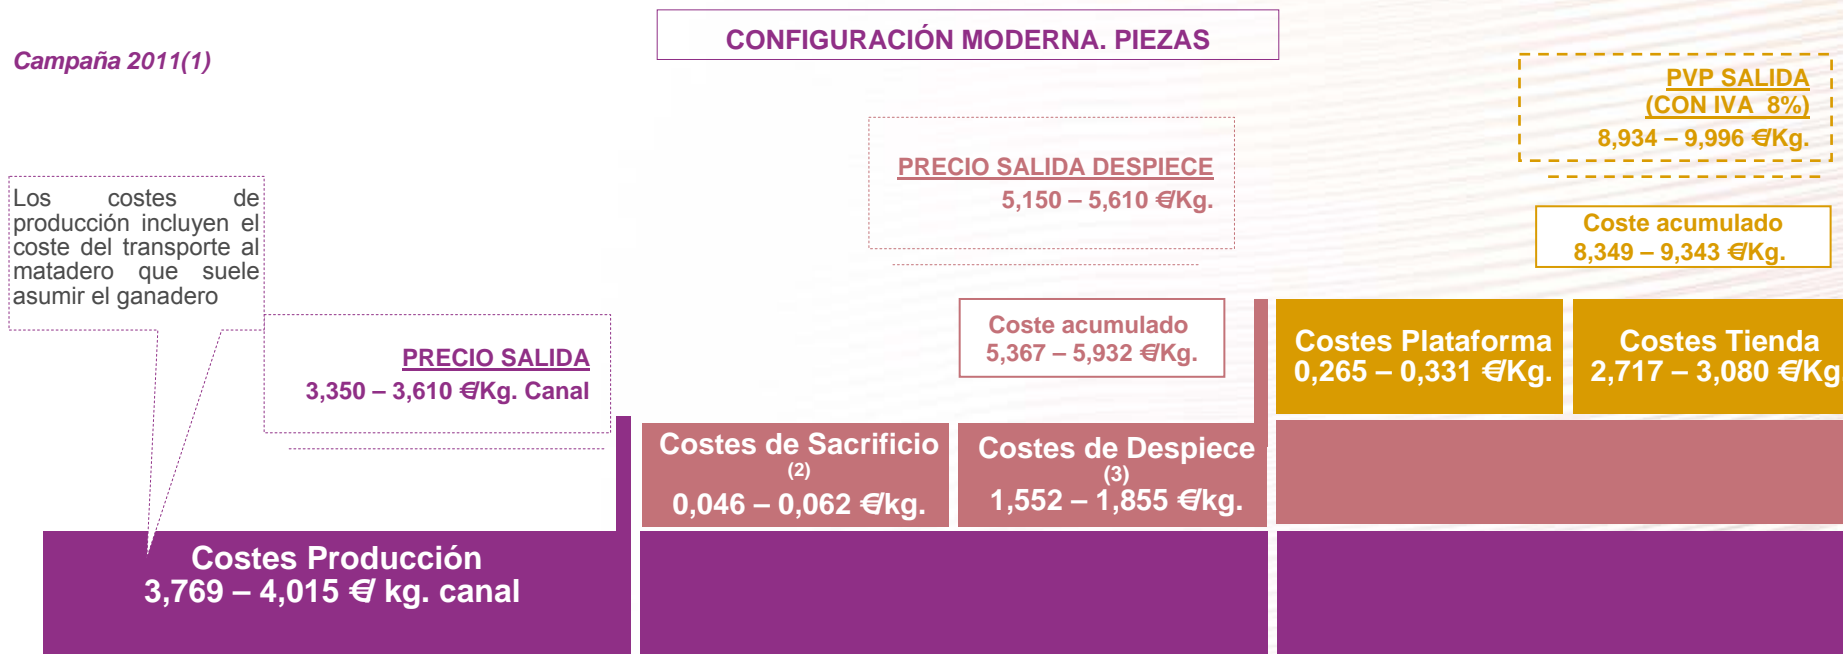 CONFIGURACIÓN MODERNA. PIEZAS
Campaña 2011(1)
PVP SALIDA
(CON IVA 8%)
8,934 – 9,996 €/Kg.
PRECIO SALIDA DESPIECE
5,150 – 5,610 €/Kg.
Los costes de
producción incluyen el
coste del transporte al
matadero que suele
asumir el ganadero
Coste acumulado
8,349 – 9,343 €/Kg.
PRECIO SALIDA
3,350 – 3,610 €/Kg. Canal
Coste acumulado
5,367 – 5,932 €/Kg.
Costes Plataforma
0,265 – 0,331 €/Kg.
Costes Tienda
2,717 – 3,080 €/Kg
Costes de Sacrificio
(2)
0,046 – 0,062 €/kg.
Costes de Despiece
(3)
1,552 – 1,855 €/kg.
Costes Producción
3,769 – 4,015 €/ kg. canal